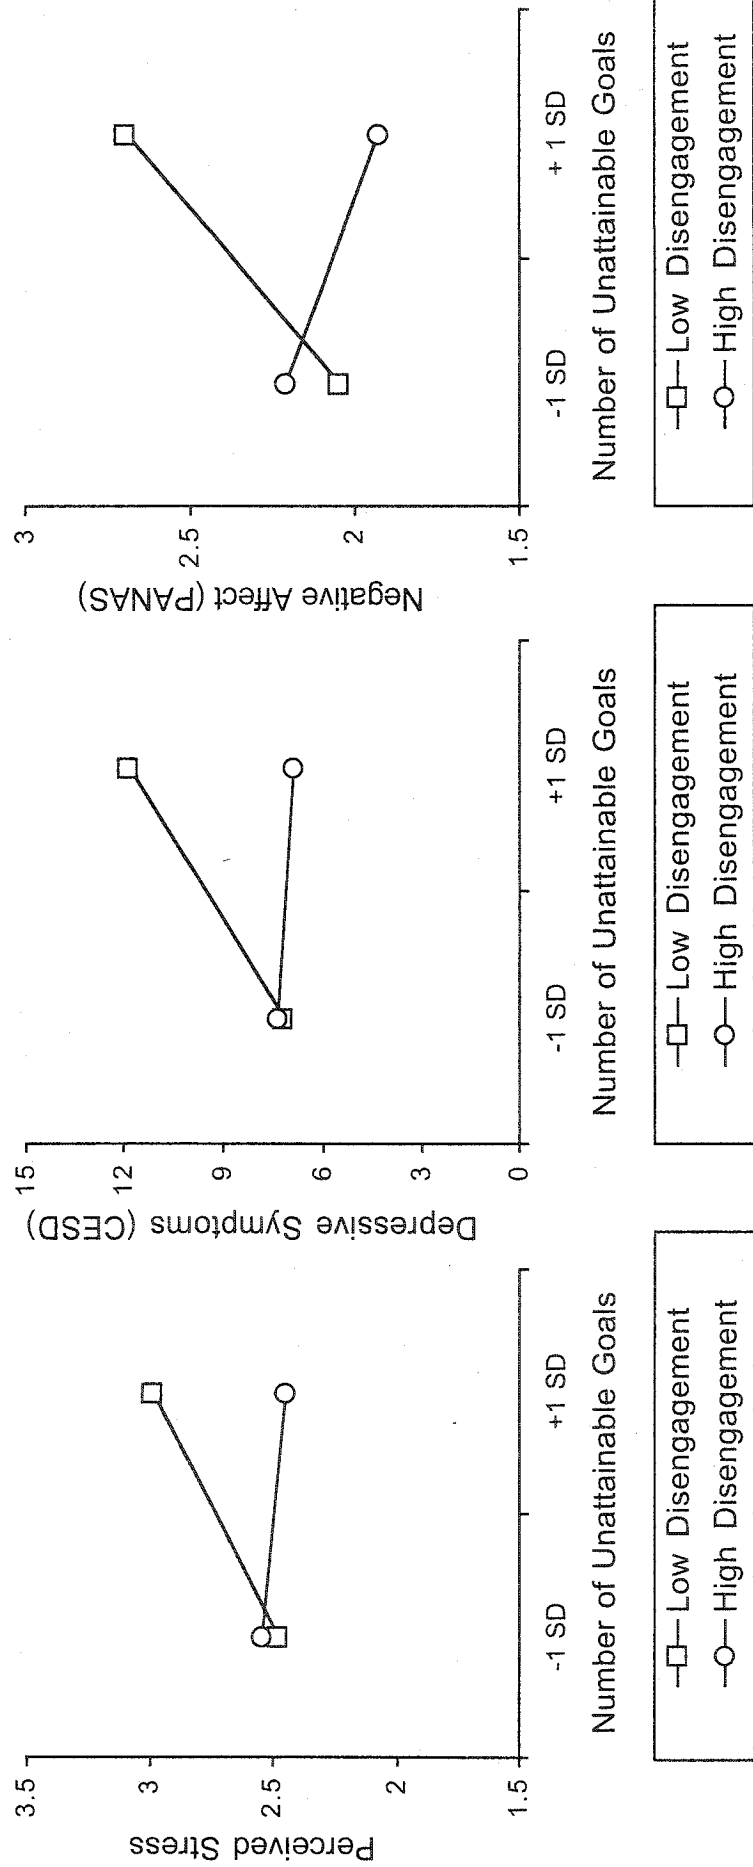 3.5
3
2.5
2
1.5
Perceived Stress
-1 SD
+1 SD
Number of Unattainable Goals
Low Disengagement
High Disengagement
15
12
9
6
3
0
Depressive Symptoms (CESD)
-1 SD
+1 SD
Number of Unattainable Goals
Low Disengagement
High Disengagement
3
2.5
2
1.5
Negative Affect (PANAS)
-1 SD
+ 1 SD
Number of Unattainable Goals
Low Disengagement
High Disengagement